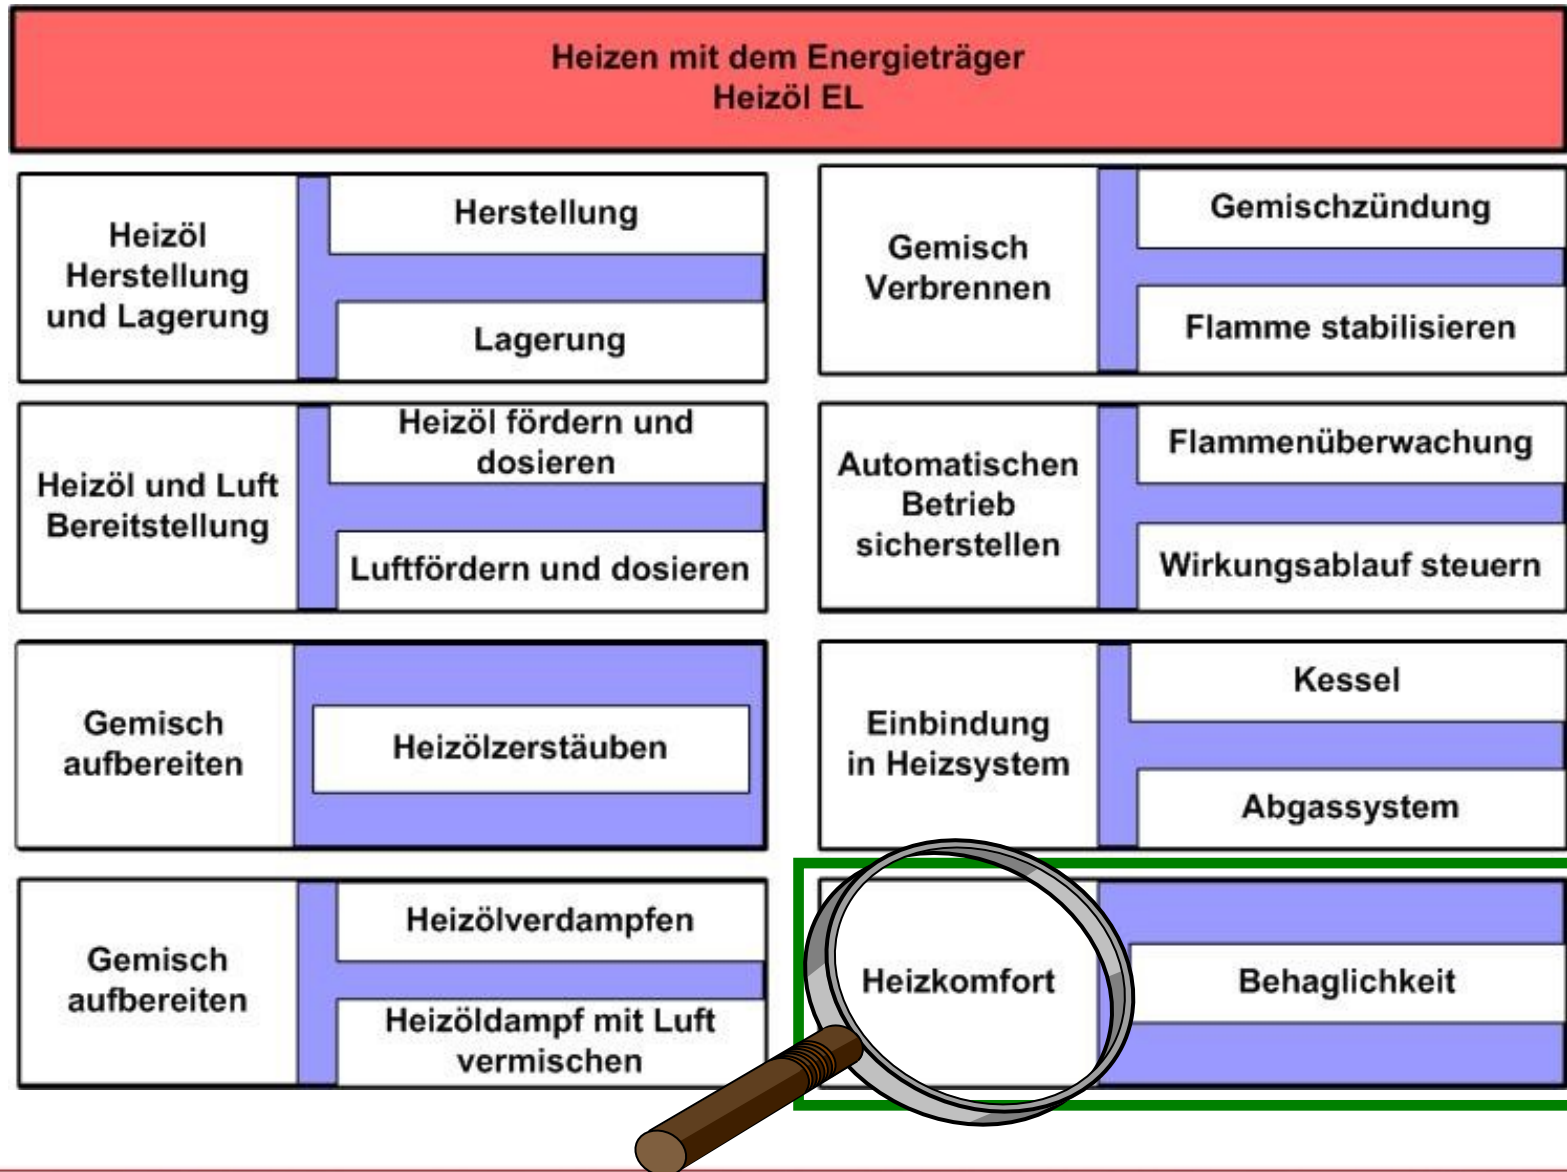 Heizen mit dem Energieträger
Heizöl EL
Heizöl
Herstellung
und Lagerung
Herstellung
Lagerung
Heizöl und Luft
Bereitstellung
Heizöl fördern und
dosieren
Luftfördern und dosieren
Gemisch
aufbereiten
Heizölzerstäuben
Gemisch
aufbereiten
Heizölverdampfen
Heizöldampf mit Luft
vermischen
Gemisch
Verbrennen
Gemischzündung
Flamme stabilisieren
Automatischen
Betrieb
sicherstellen
Flammenüberwachung
Wirkungsablauf steuern
Einbindung
in Heizsystem
Kessel
Abgassystem
Heizkomfort
Behaglichkeit